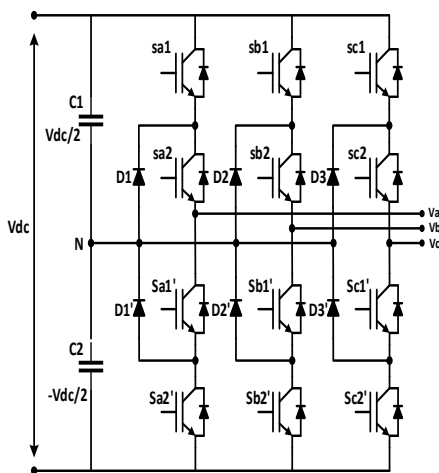 sa1 sb1 sc1
C1
Vdc/2
sa2 sb2 sc2
D1 D2 D3
Va
Vb
Vc
Vdc
N
Sa1' Sb1' Sc1'
D1' D2' D3'
C2
-Vdc/2
Sa2' Sb2' Sc2'